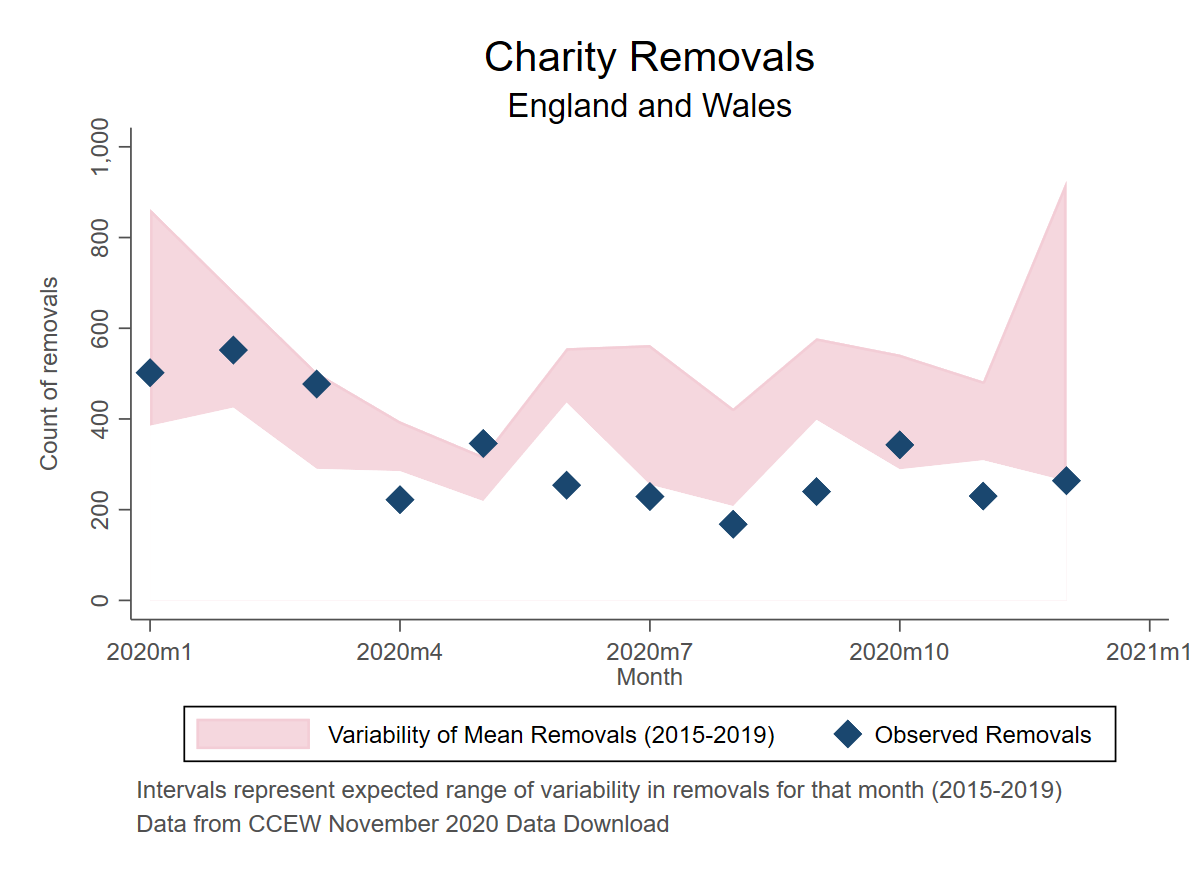 Charity Removals
England and Wales
Count of removals
1,000
800
600
400
200
0
2020m1 2020m4 2020m7 2020m10 2021m1
Month
Variability of Mean Removals (2015-2019) Observed Removals
Intervals represent expected range of variability in removals for that month (2015-2019)
Data from CCEW November 2020 Data Download